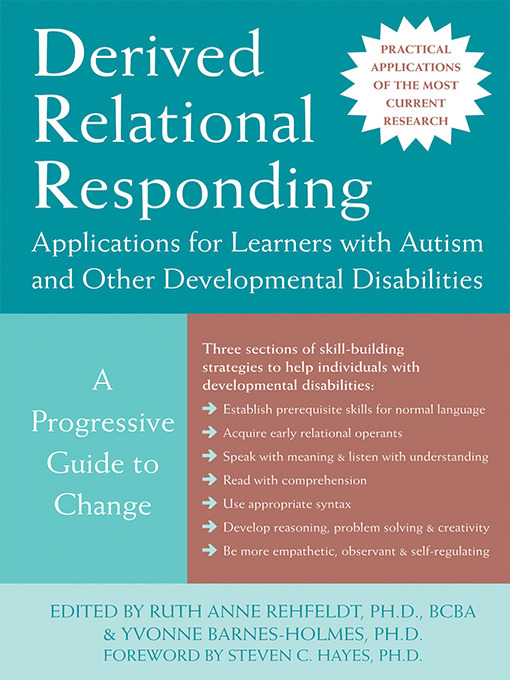 Derived
Relational
Responding
PRACTICAL
APPLICATIONS
OF THE MOST
CURRENT
RESEARCH
Applications for Learners with Autism
and Other Developmental Disabilities
A
Progressive
Guide to
Change
Three sections of skill-building
strategies to help individuals with
developmental disabilities:
→ Establish prerequisite skills for normal language
→ Acquire early relational operants
→ Speak with meaning & listen with understanding
→ Read with comprehension
→ Use appropriate syntax
→ Develop reasoning, problem solving & creativity
→ Be more empathetic, observant & self-regulating
EDITED BY RUTH ANNE REHFELDT, PH.D., BCBA
& YVONNE BARNES-HOLMES, PH.D.
FOREWORD BY STEVEN C. HAYES, PH.D.